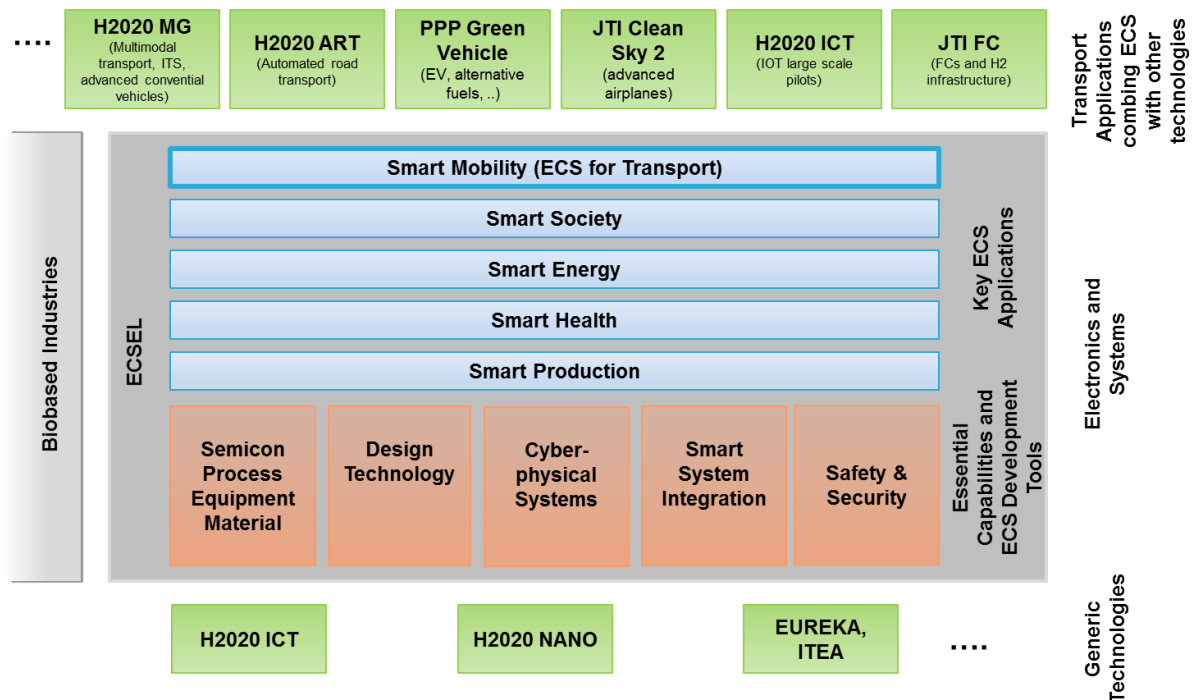 ....
H2020 MG
(Multimodal
transport, ITS,
advanced convential
vehicles)
H2020 ART
(Automated road
transport)
PPP Green
Vehicle
(EV, alternative
fuels, ..)
JTI Clean
Sky 2
(advanced
airplanes)
H2020 ICT
(IOT large scale
pilots)
JTI FC
(FCs and H2
infrastructure)
Transport
Applications
combing ECS
with other
technologies
Biobased Industries
ECSEL
Smart Mobility (ECS for Transport)
Smart Society
Smart Energy
Smart Health
Smart Production
Key ECS
Applications
Electronics and
Systems
Semicon
Process
Equipment
Material
Design
Technology
Cyber-
physical
Systems
Smart
System
Integration
Safety &
Security
Essential
Capabilities and
ECS Development
Tools
H2020 ICT
H2020 NANO
EUREKA,
ITEA
....
Generic
Technologies